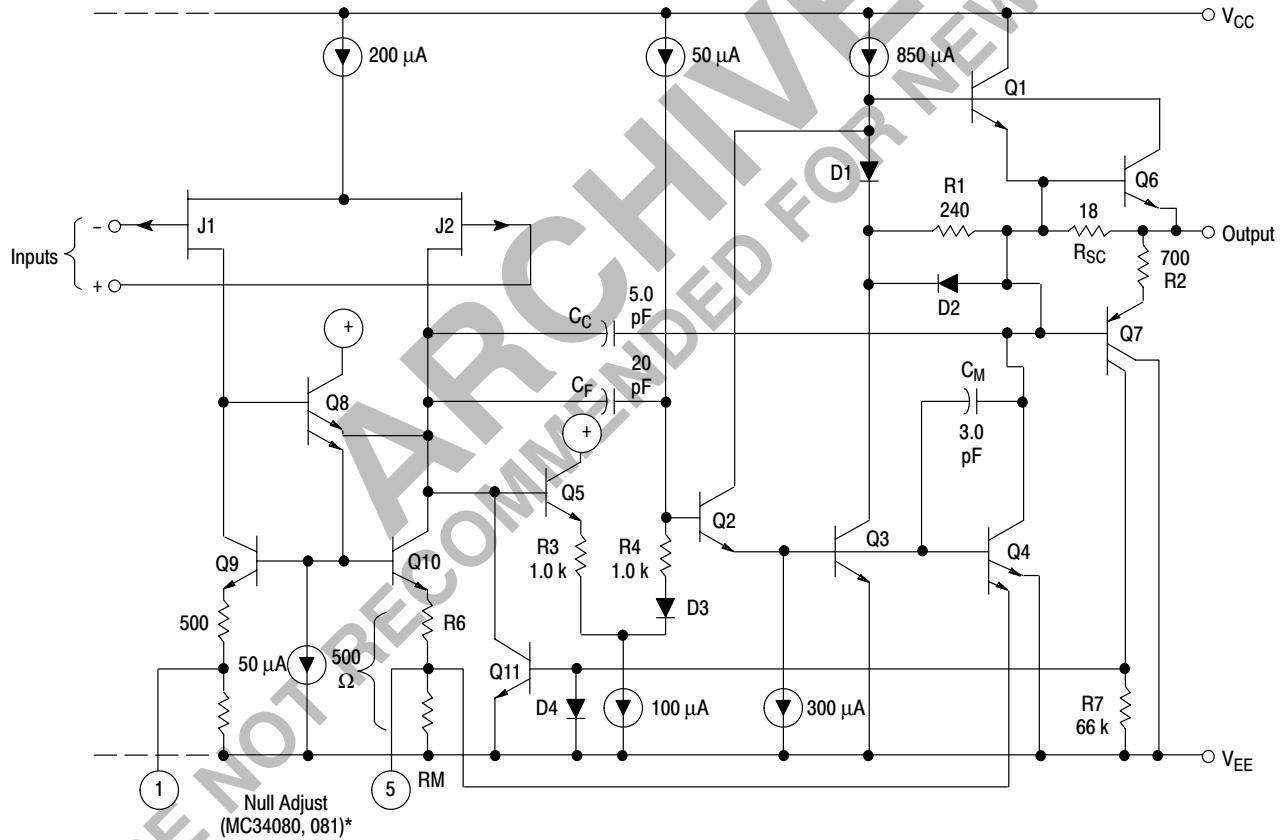 V_CC
200 µA
50 µA
850 µA
Q1
D1
R1
240
Q6
18
R_SC
Output
700
R2
Inputs
–
+
J1
J2
D2
Q7
+
C_C
5.0
pF
C_F
20
pF
C_M
3.0
pF
Q8
+
Q5
Q2
Q3
Q4
Q9
Q10
R3
1.0 k
R4
1.0 k
D3
500
R6
50 µA
500
Ω
Q11
D4
100 µA
300 µA
R7
66 k
V_EE
1
5
RM
Null Adjust
(MC34080, 081)*
ARCHIVE
E NOT RECOMMENDED FOR NEW